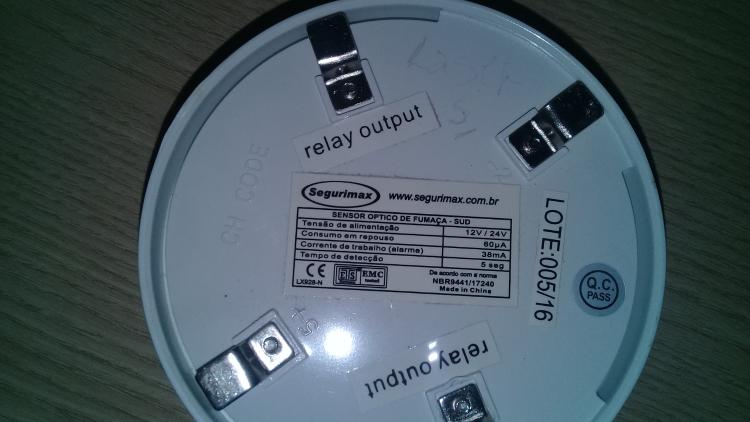 relay output
CH CODE
Segurimax www.segurimax.com.br
SENSOR OPTICO DE FUMAÇA - SUD
Tensão de alimentação 12V / 24V
Consumo em repouso 60µA
Corrente de trabalho (alarme) 38mA
Tempo de detecção 5 seg
CE EMC tested De acordo com a norma
LX928-N NBR9441/17240
Made in China
LOTE:005/16
Q.C.
PASS
relay output